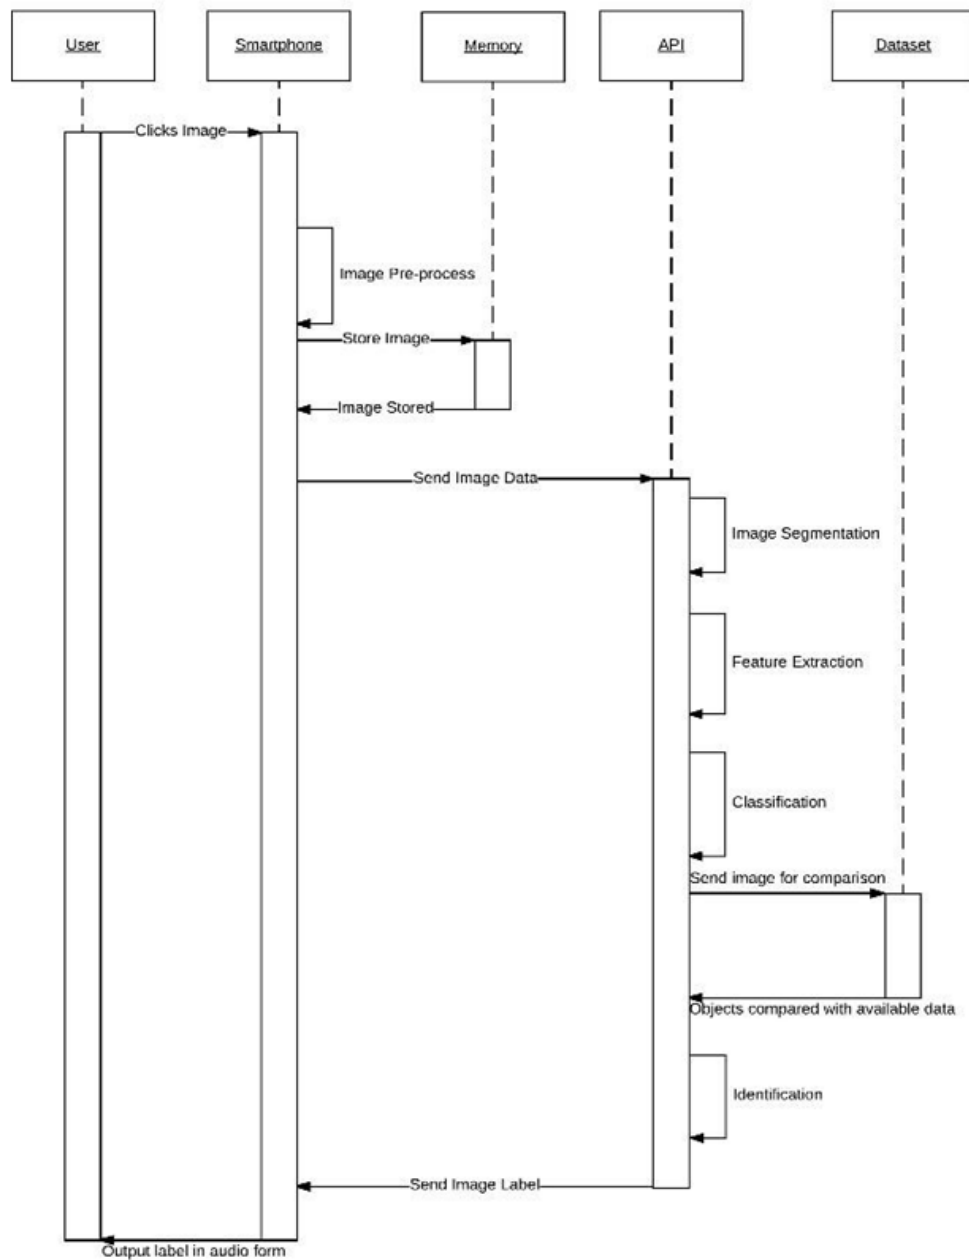 User
Smartphone
Memory
API
Dataset
Clicks Image
Image Pre-process
Store Image
Image Stored
Send Image Data
Image Segmentation
Feature Extraction
Classification
Send image for comparison
Objects compared with available data
Identification
Send Image Label
Output label in audio form